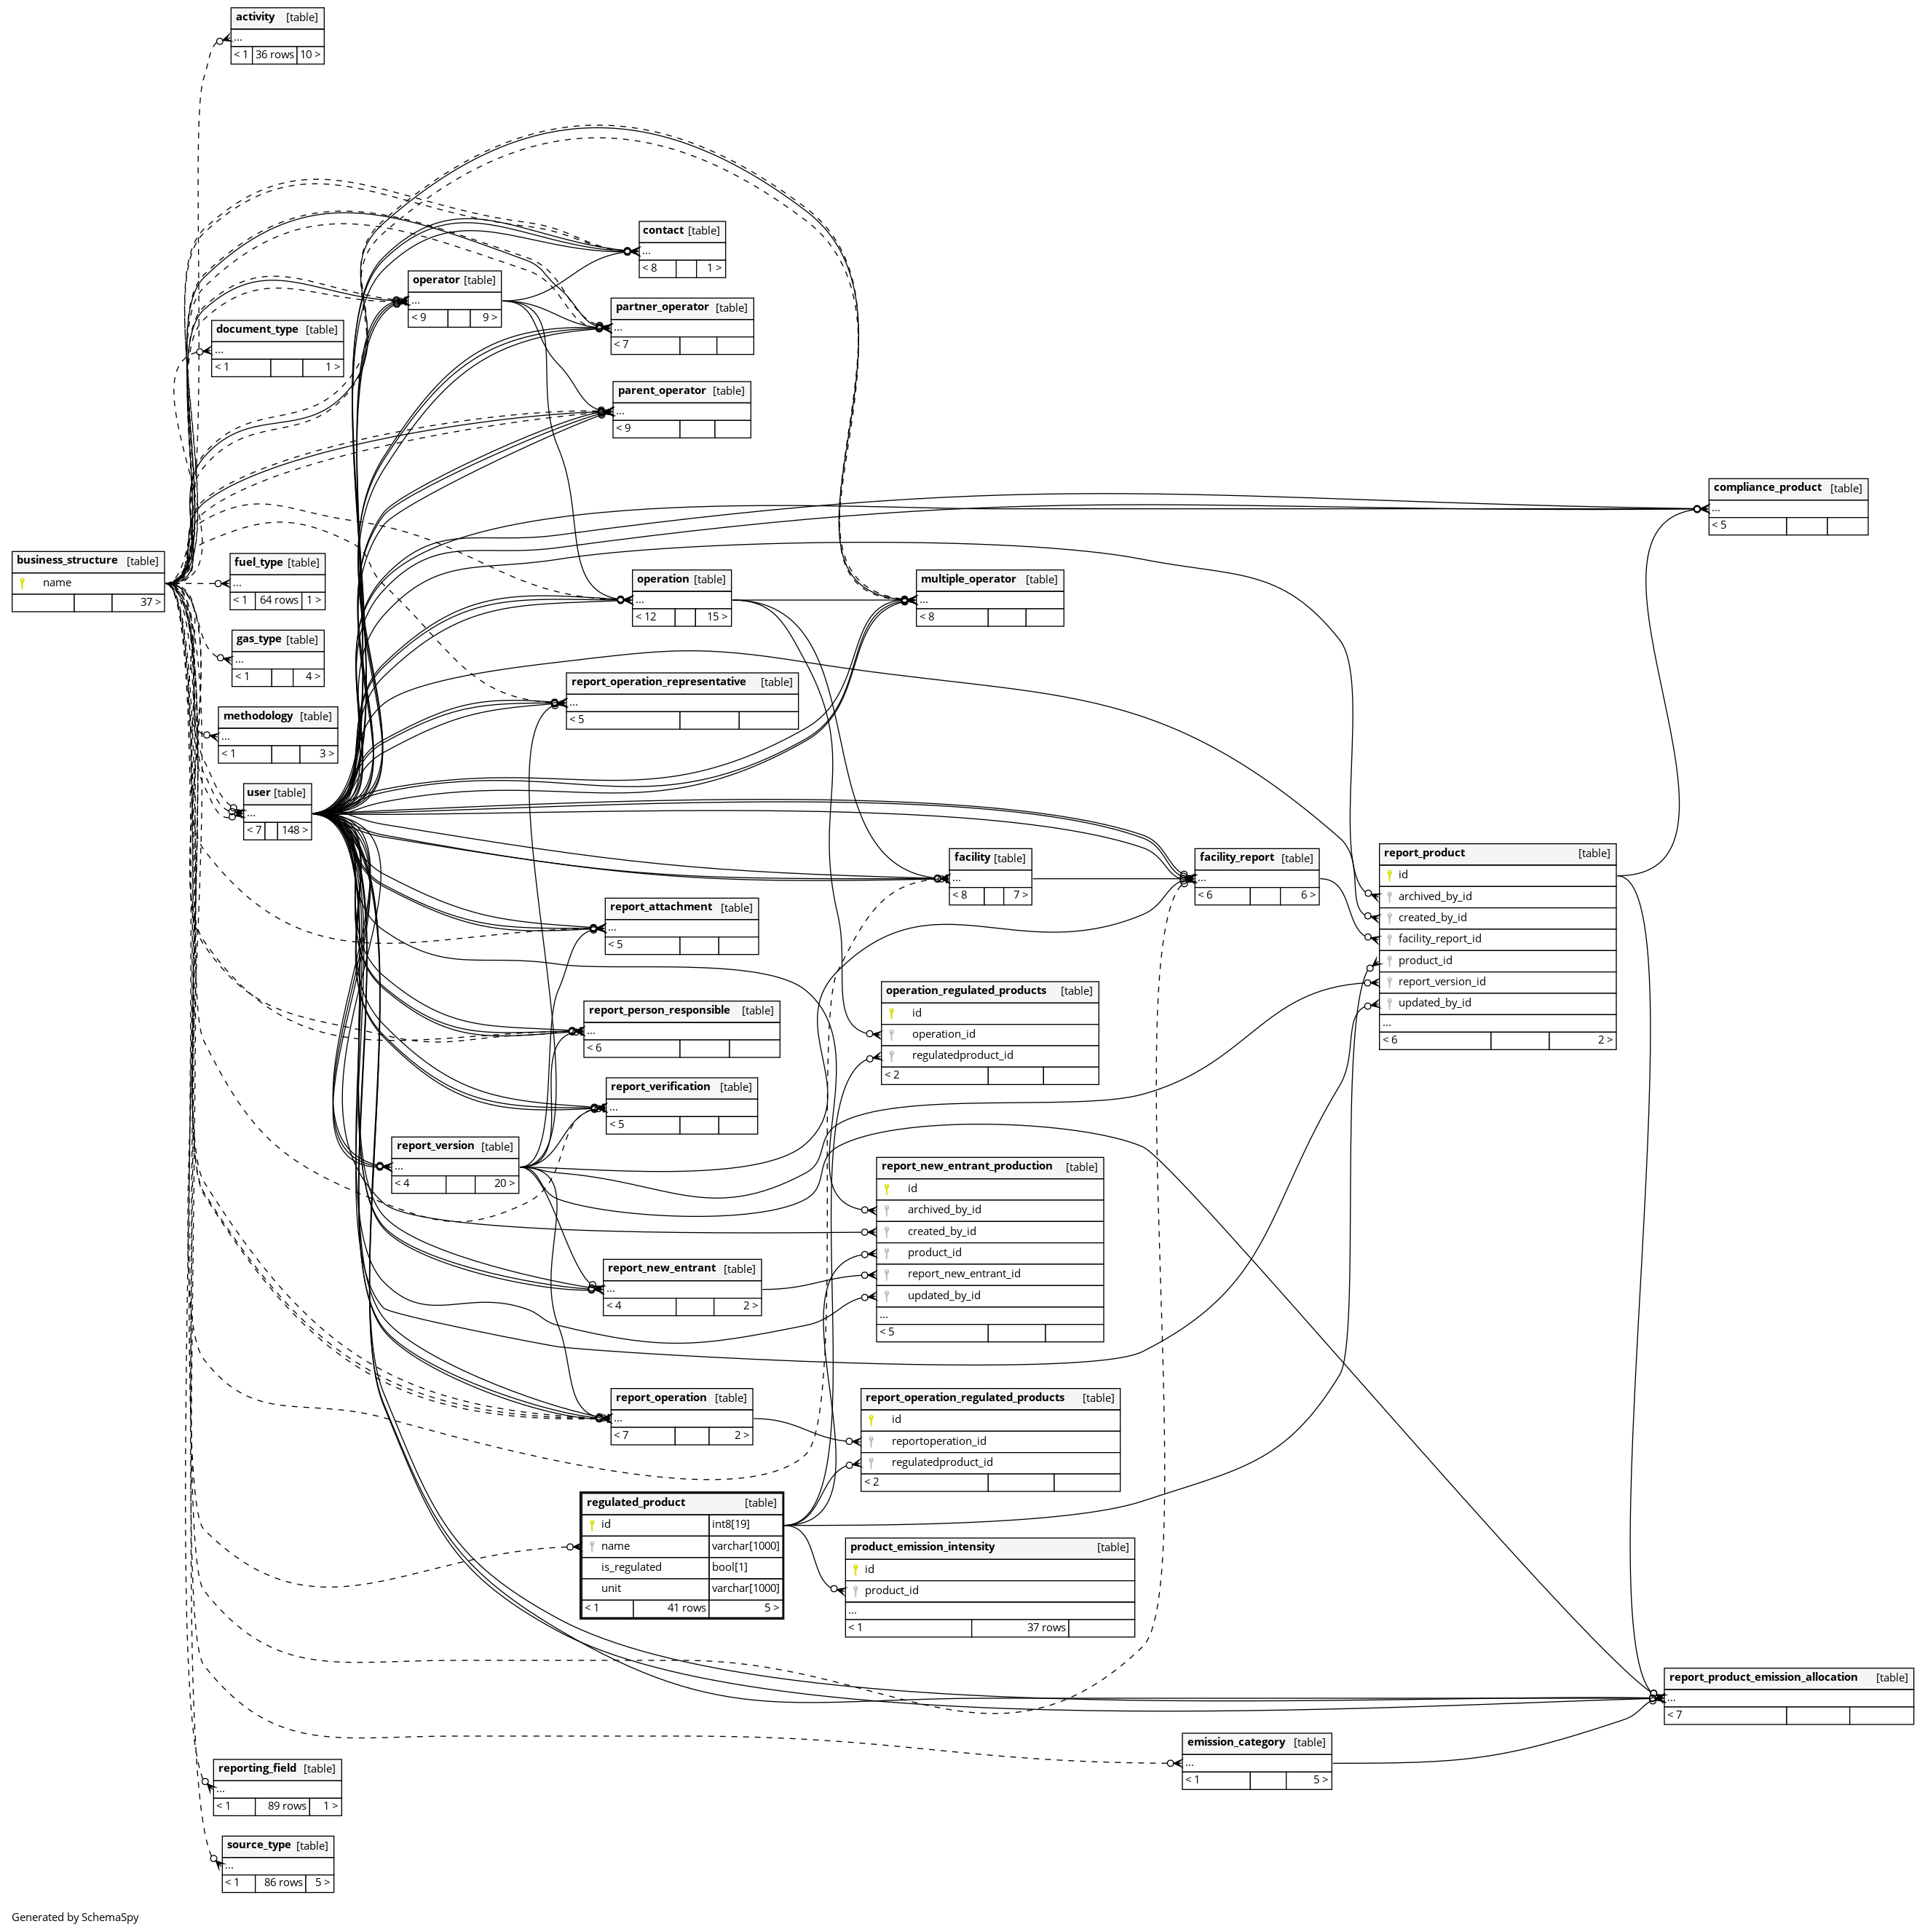 activity [table]
...
< 1 36 rows 10 >
contact [table]
...
< 8 1 >
operator [table]
...
< 9 9 >
partner_operator [table]
...
< 7
document_type [table]
...
< 1 1 >
parent_operator [table]
...
< 9
compliance_product [table]
...
< 5
business_structure [table]
name
37 >
fuel_type [table]
...
< 1 64 rows 1 >
operation [table]
...
< 12 15 >
multiple_operator [table]
...
< 8
gas_type [table]
...
< 1 4 >
report_operation_representative [table]
...
< 5
methodology [table]
...
< 1 3 >
user [table]
...
< 7 148 >
facility [table]
...
< 8 7 >
facility_report [table]
...
< 6 6 >
report_product [table]
id
archived_by_id
created_by_id
facility_report_id
product_id
report_version_id
updated_by_id
...
< 6 2 >
report_attachment [table]
...
< 5
operation_regulated_products [table]
id
operation_id
regulatedproduct_id
< 2
report_person_responsible [table]
...
< 6
report_verification [table]
...
< 5
report_version [table]
...
< 4 20 >
report_new_entrant_production [table]
id
archived_by_id
created_by_id
product_id
report_new_entrant_id
updated_by_id
...
< 5
report_new_entrant [table]
...
< 4 2 >
report_operation [table]
...
< 7 2 >
report_operation_regulated_products [table]
id
reportoperation_id
regulatedproduct_id
< 2
regulated_product [table]
id int8[19]
name varchar[1000]
is_regulated bool[1]
unit varchar[1000]
< 1 41 rows 5 >
product_emission_intensity [table]
id
product_id
...
< 1 37 rows
report_product_emission_allocation [table]
...
< 7
emission_category [table]
...
< 1 5 >
reporting_field [table]
...
< 1 89 rows 1 >
source_type [table]
...
< 1 86 rows 5 >
Generated by SchemaSpy